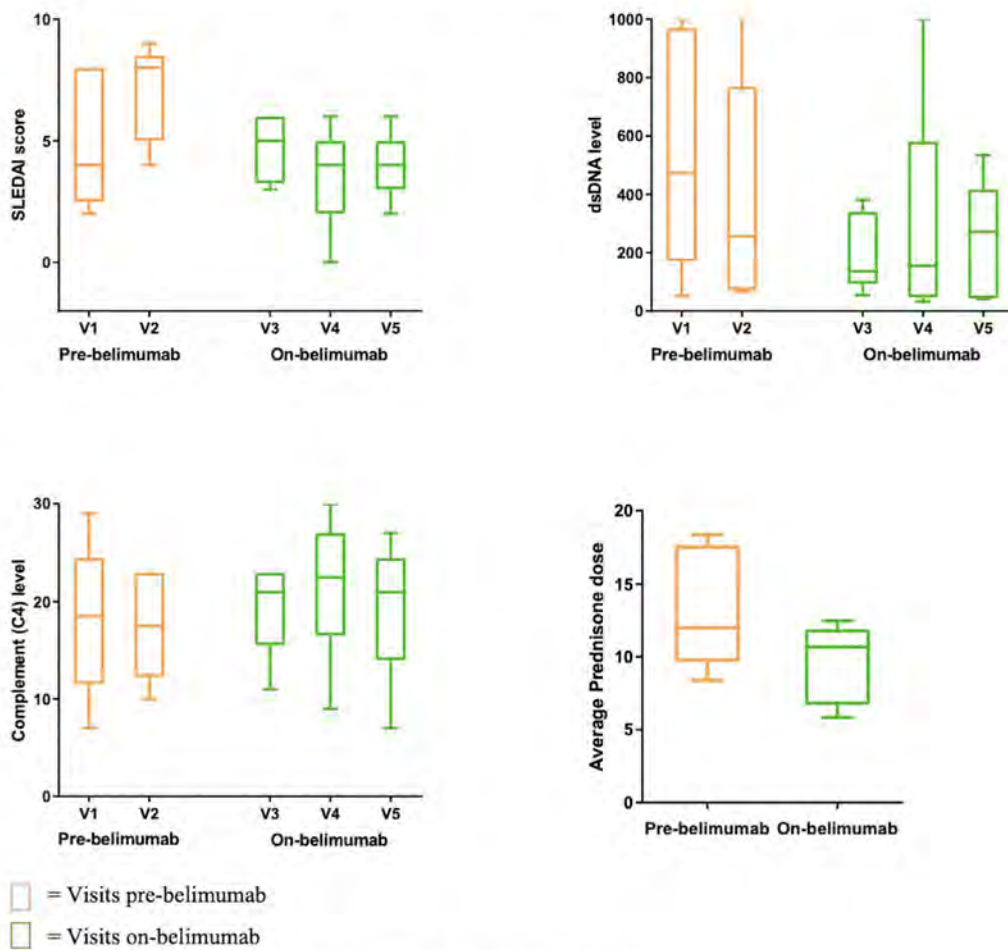 SLEDAI score
10
5
0
V1 V2 V3 V4 V5
Pre-belimumab On-belimumab
dsDNA level
1000
800
600
400
200
0
V1 V2 V3 V4 V5
Pre-belimumab On-belimumab
Complement (C4) level
30
20
10
0
V1 V2 V3 V4 V5
Pre-belimumab On-belimumab
Average Prednisone dose
20
15
10
5
0
Pre-belimumab On-belimumab
= Visits pre-belimumab
= Visits on-belimumab